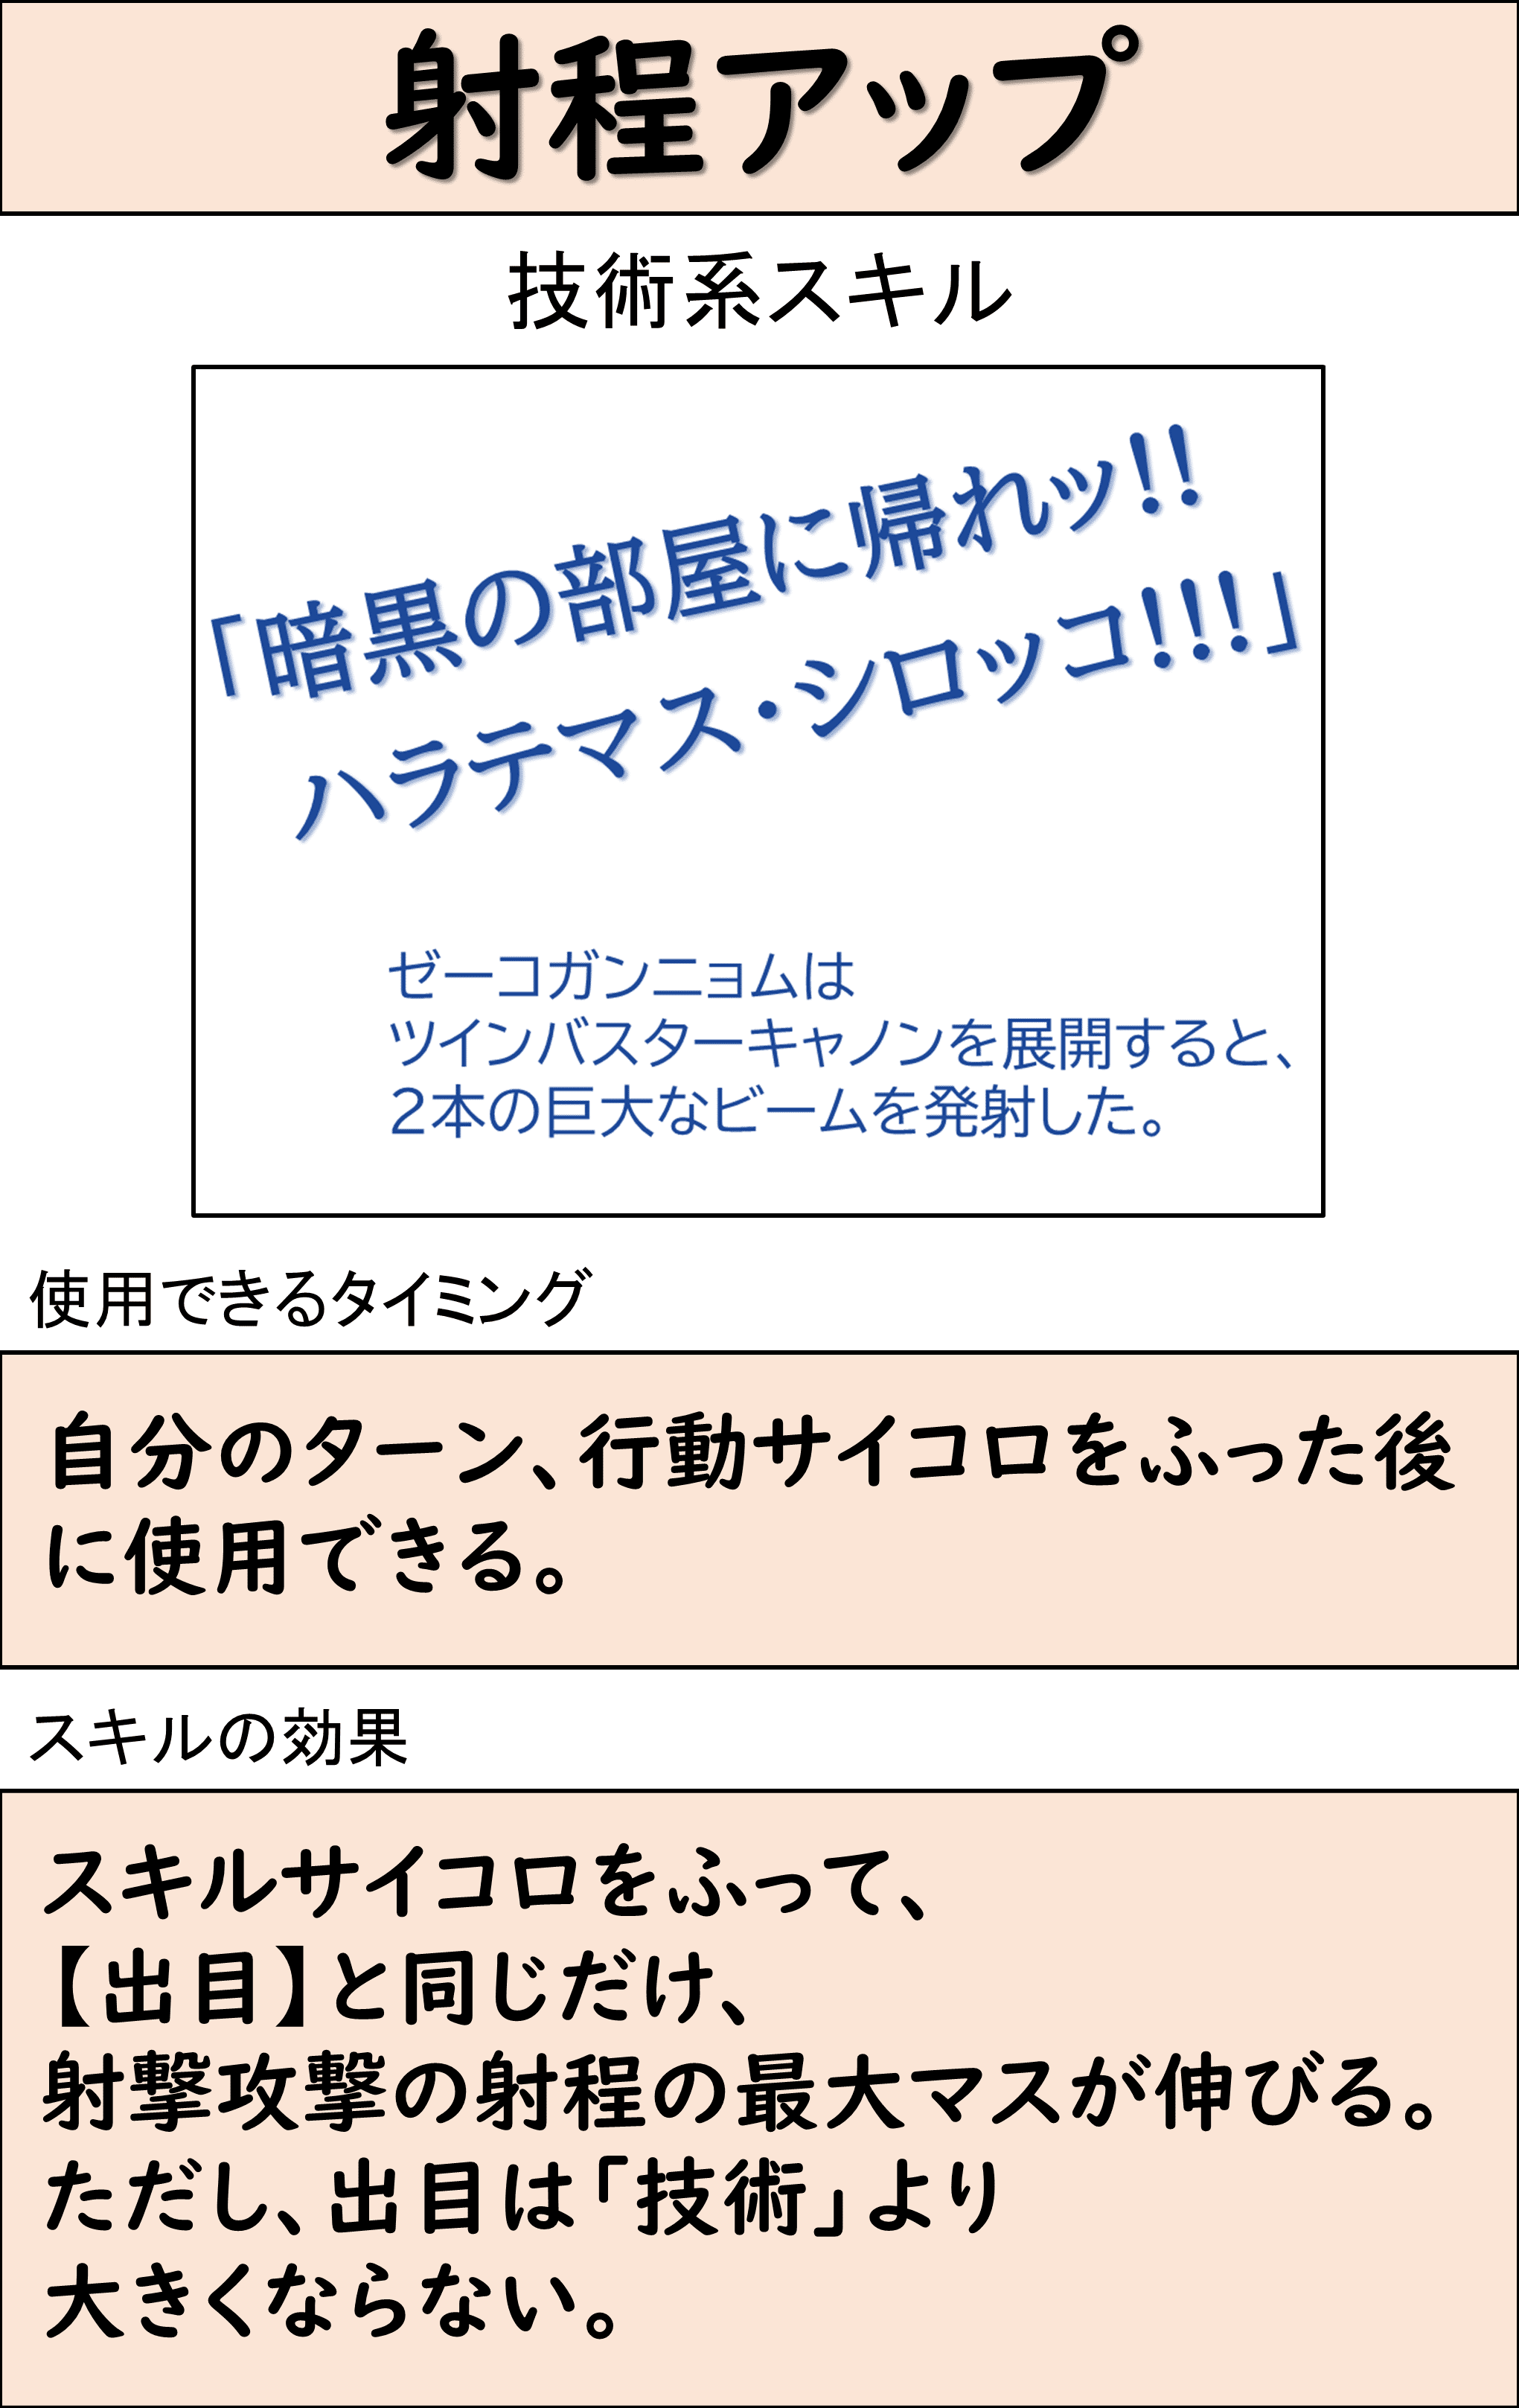 射程アップ
技術系スキル
「暗黒の部屋に帰れッ!!
ハラテマス・シロッコ!!!!」
ゼーコガンニョムは
ツインバスターキャノンを展開すると、
2本の巨大なビームを発射した。
使用できるタイミング
自分のターン、行動サイコロをふった後
に使用できる。
スキルの効果
スキルサイコロをふって、
【出目】と同じだけ、
射撃攻撃の射程の最大マスが伸びる。
ただし、出目は「技術」より
大きくならない。